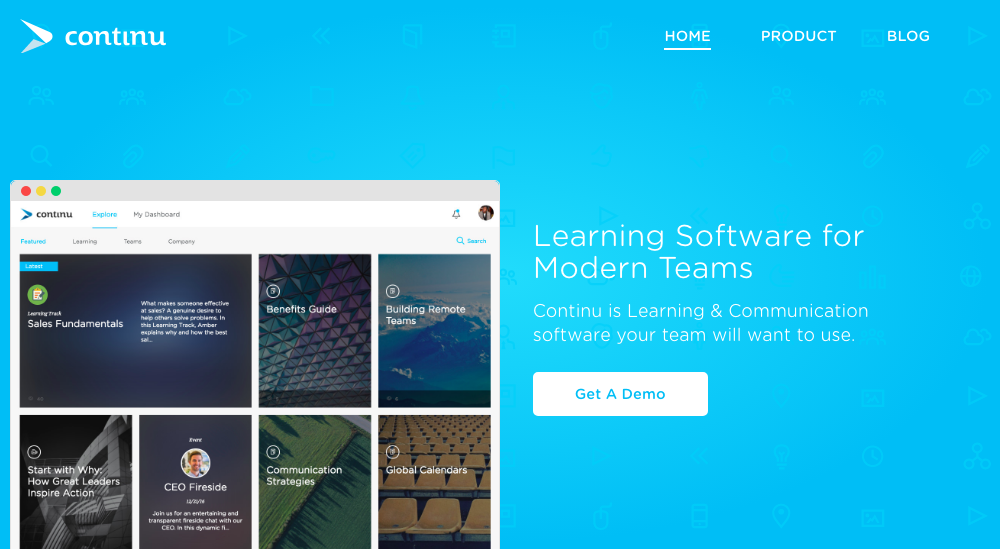 continu
HOME PRODUCT BLOG
continu Explore My Dashboard
Featured Learning Teams Company Search
Latest
Learning Track
Sales Fundamentals
What makes someone effective
at sales? A genuine desire to
help others solve problems. In
this Learning Track, Amber
explains why and how the best
sal...
Benefits Guide
Building Remote
Teams
Learning Software for
Modern Teams
Continu is Learning & Communication
software your team will want to use.
Get A Demo
Start with Why:
How Great Leaders
Inspire Action
Event
CEO Fireside
12/21/16
Join us for an entertaining and
transparent fireside chat with our
CEO. In this dynamic fi...
Communication
Strategies
Global Calendars